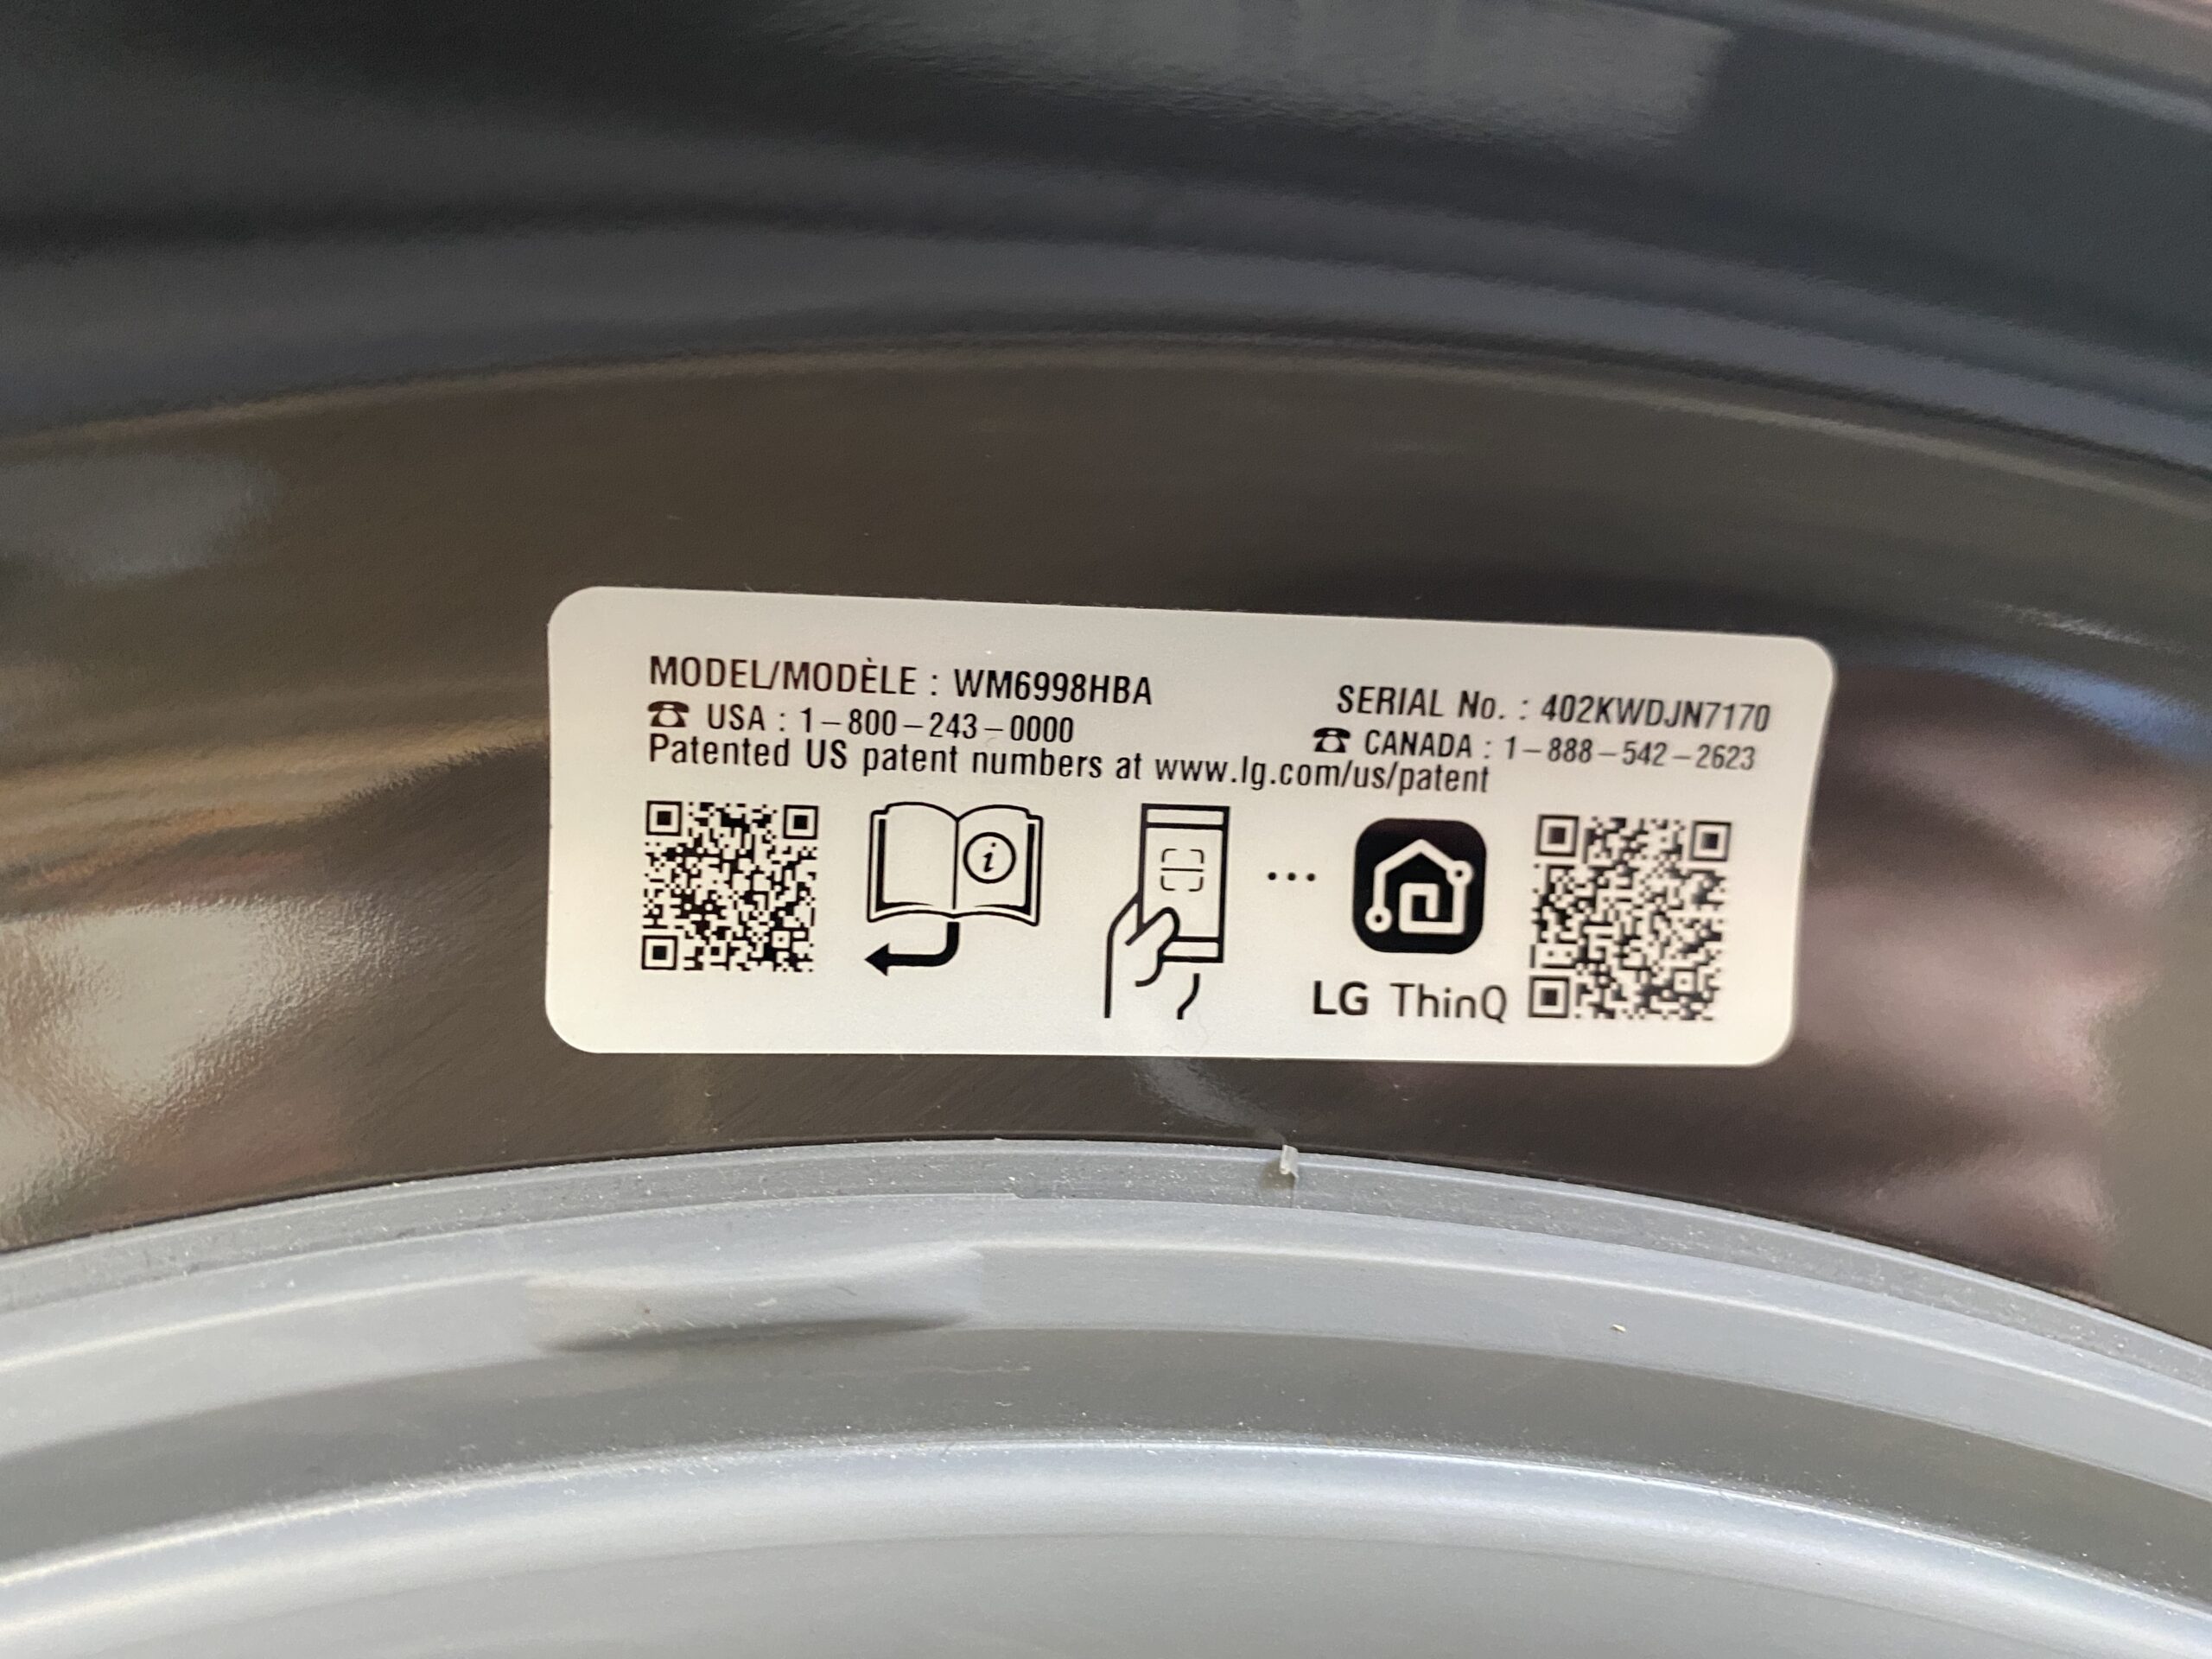 MODEL/MODÈLE : WM6998HBA
SERIAL No. : 402KWDJN7170
☎ USA : 1-800-243-0000
☎ CANADA : 1-888-542-2623
Patented US patent numbers at www.lg.com/us/patent
i
...
LG ThinQ